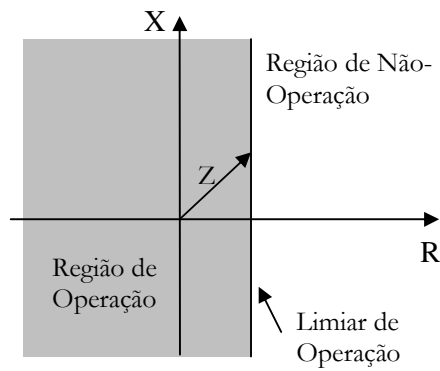 X
Região de Não-
Operação
Z
R
Região de
Operação
Limiar de
Operação